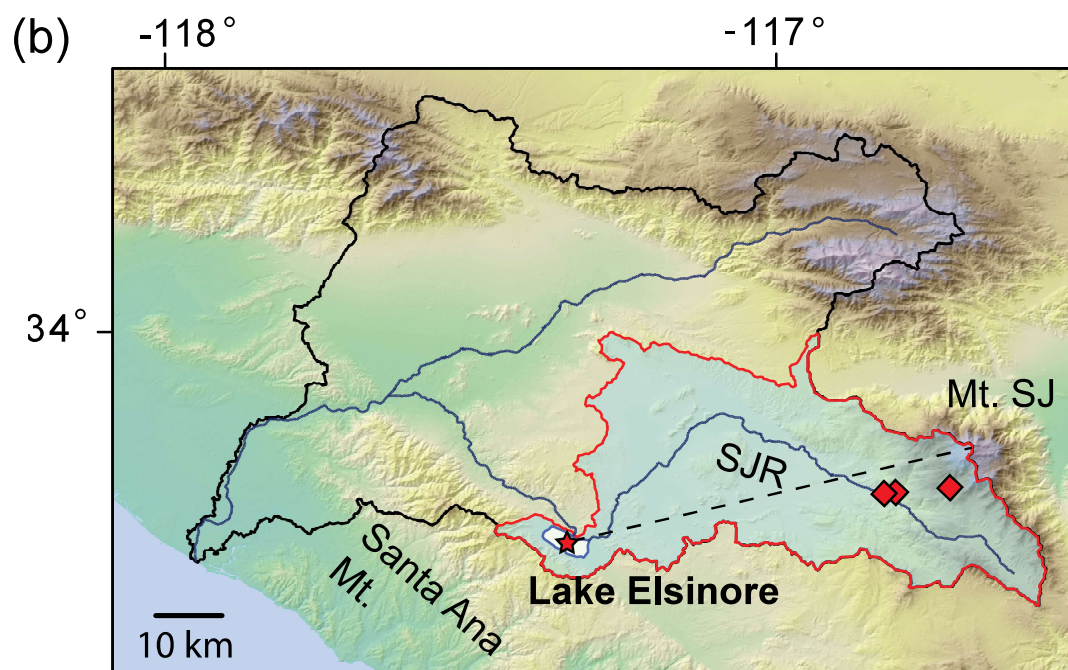 (b)
-118°
-117°
34°
Mt. SJ
SJR
Santa Ana
Mt.
Lake Elsinore
10 km